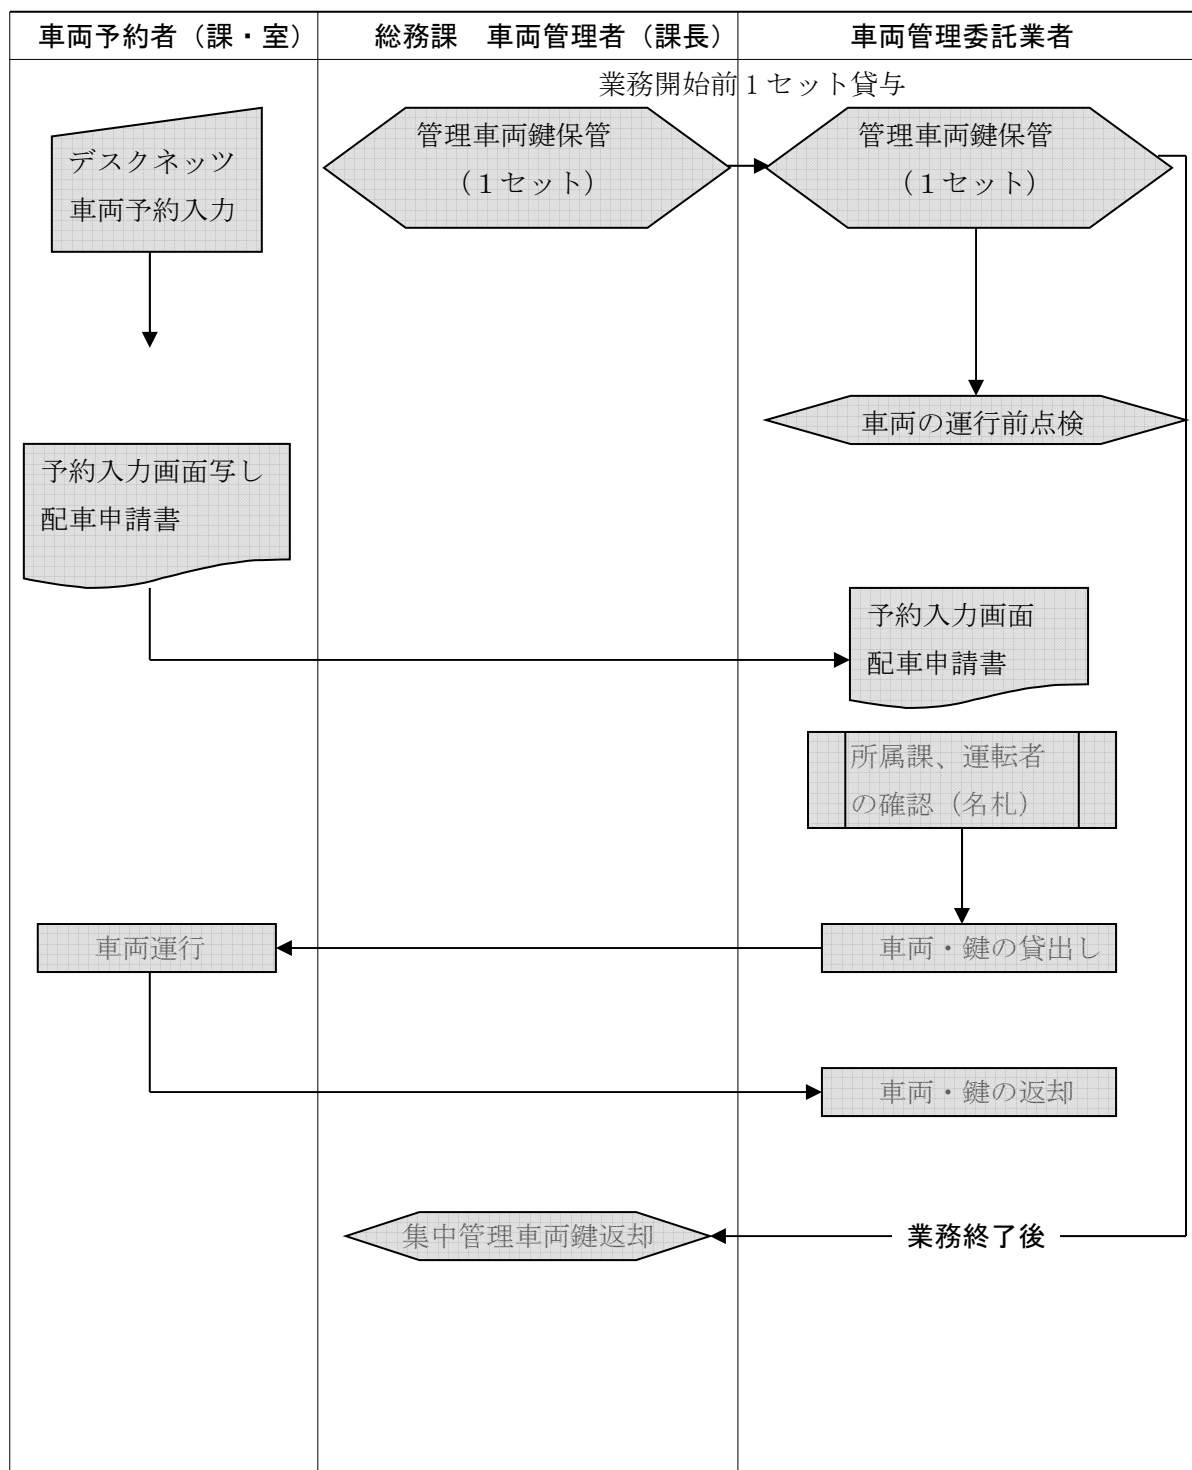 車両予約者（課・室）
総務課　車両管理者（課長）
車両管理委託業者
業務開始前１セット貸与
デスクネッツ
車両予約入力
管理車両鍵保管
（１セット）
管理車両鍵保管
（１セット）
車両の運行前点検
予約入力画面写し
配車申請書
予約入力画面
配車申請書
所属課、運転者
の確認（名札）
車両運行
車両・鍵の貸出し
車両・鍵の返却
集中管理車両鍵返却
業務終了後